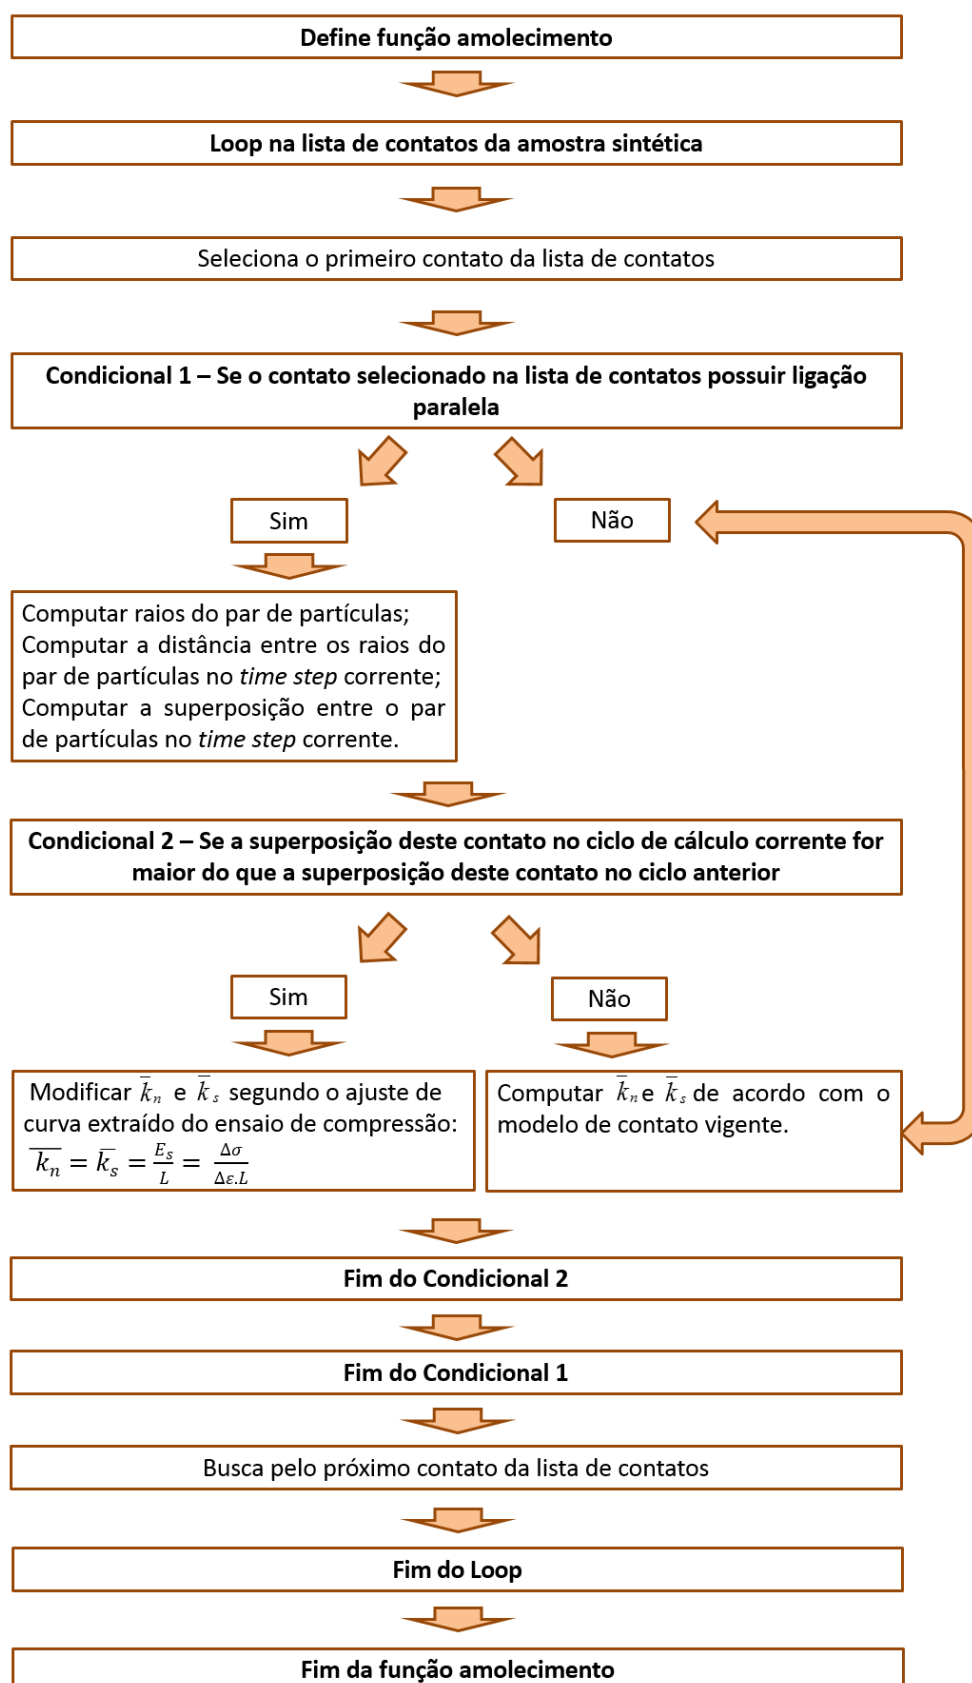 Define função amolecimento
Loop na lista de contatos da amostra sintética
Seleciona o primeiro contato da lista de contatos
Condicional 1 – Se o contato selecionado na lista de contatos possuir ligação
paralela
Sim
Não
Computar raios do par de partículas;
Computar a distância entre os raios do
par de partículas no time step corrente;
Computar a superposição entre o par
de partículas no time step corrente.
Condicional 2 – Se a superposição deste contato no ciclo de cálculo corrente for
maior do que a superposição deste contato no ciclo anterior
Sim
Não
Modificar k̅ₙ e k̅ₛ segundo o ajuste de
curva extraído do ensaio de compressão:
k̅ₙ = k̅ₛ = Eₛ/L = Δσ/Δε.L
Computar k̅ₙ e k̅ₛ de acordo com o
modelo de contato vigente.
Fim do Condicional 2
Fim do Condicional 1
Busca pelo próximo contato da lista de contatos
Fim do Loop
Fim da função amolecimento